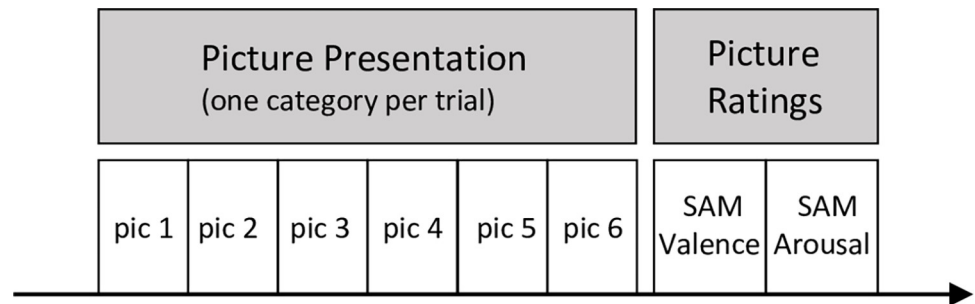 Picture Presentation
(one category per trial)
Picture
Ratings
pic 1
pic 2
pic 3
pic 4
pic 5
pic 6
SAM
Valence
SAM
Arousal